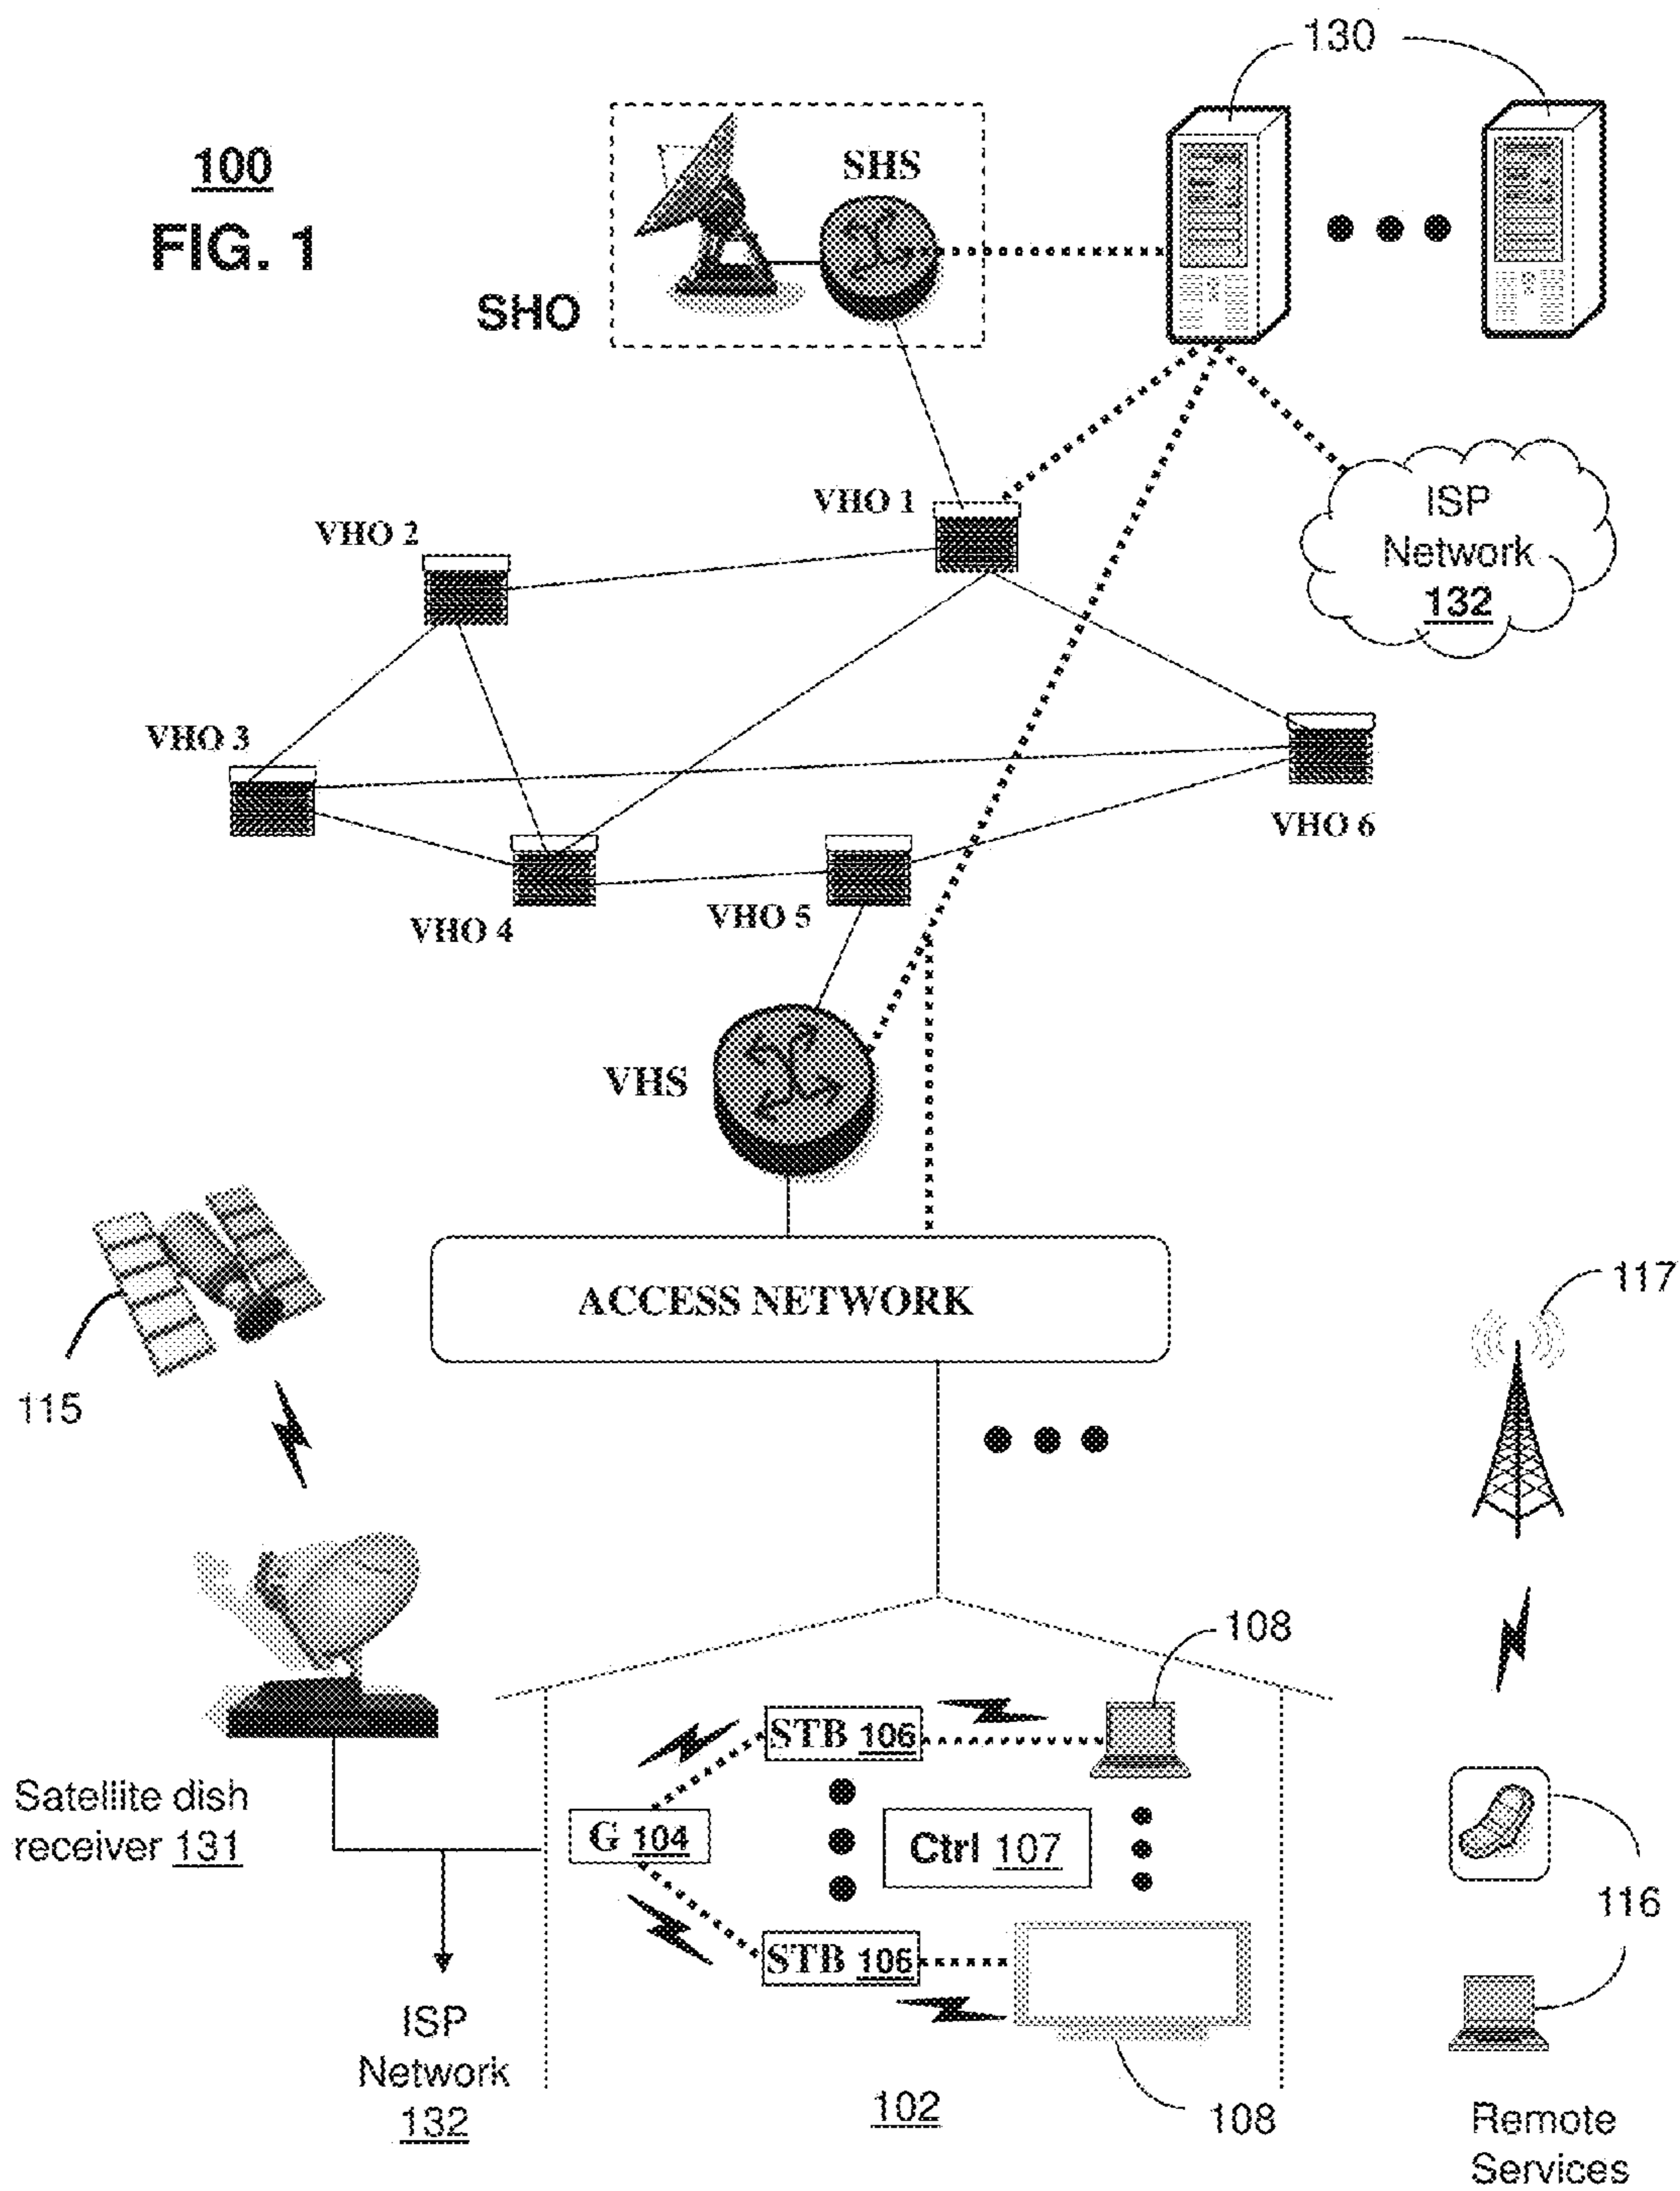 130
100
FIG. 1
SHS
SHO
VHO 1
VHO 2
ISP
Network
132
VHO 3
VHO 6
VHO 4
VHO 5
VHS
ACCESS NETWORK
115
117
108
STB 106
Satellite dish
receiver 131
G 104
Ctrl 107
116
STB 106
ISP
Network
132
102
108
Remote
Services